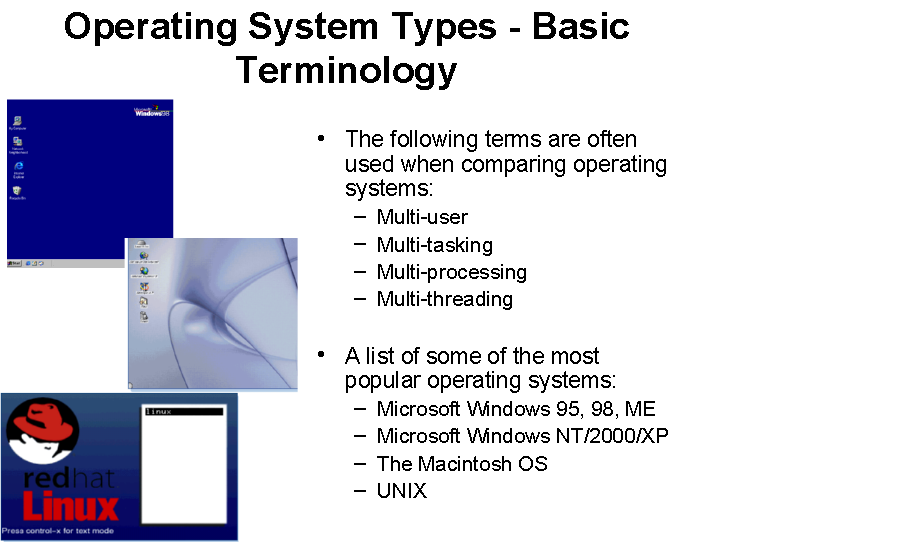 Operating System Types - Basic
Terminology
Microsoft
Windows98
My Computer
Network
Neighborhood
Internet
Explorer
Recycle Bin
Start
• The following terms are often
used when comparing operating
systems:
– Multi-user
– Multi-tasking
– Multi-processing
– Multi-threading
• A list of some of the most
popular operating systems:
– Microsoft Windows 95, 98, ME
– Microsoft Windows NT/2000/XP
– The Macintosh OS
– UNIX
linux
redhat
Linux
Press control-x for text mode